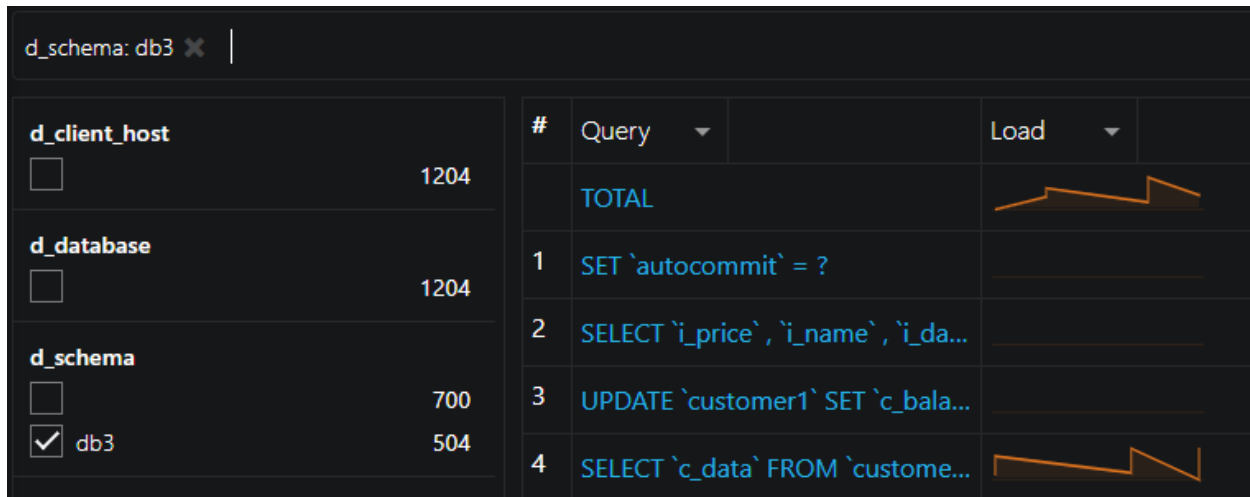 d_schema: db3
d_client_host
1204
d_database
1204
d_schema
700
db3 504
# Query Load
TOTAL
1 SET `autocommit` = ?
2 SELECT `i_price` , `i_name` , `i_da...
3 UPDATE `customer1` SET `c_bala...
4 SELECT `c_data` FROM `custome...